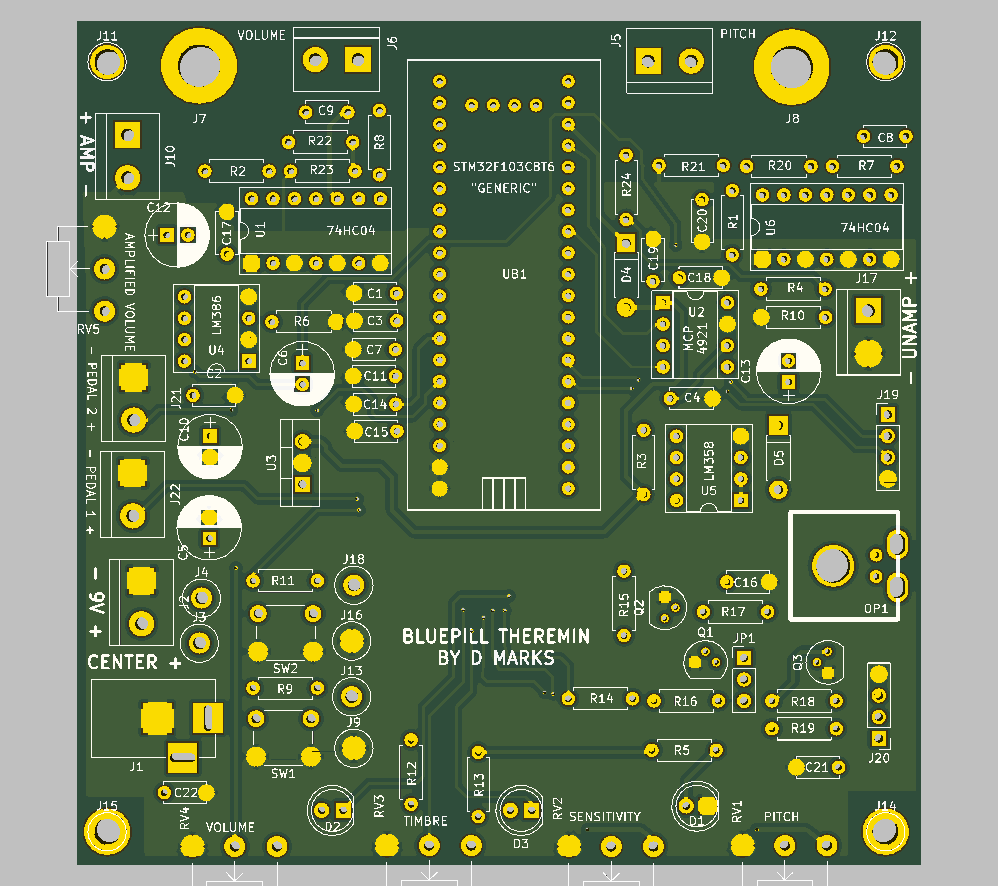 J11
VOLUME
J6
J5
PITCH
J12
J7
J8
+ AMP -
J10
C9
R22
R8
R2
R23
STM32F103CBT6
"GENERIC"
R24
R21
R20
R7
C8
C12
C17
U1
74HC04
C20
R1
U6
74HC04
AMPLIFIED VOLUME
RV5
UB1
D4
C19
C18
J17
+
UNAMP
-
LM386
U4
R6
C6
C1
C3
C7
C11
C14
C15
U2
MCP
4921
R4
R10
C13
C4
J19
- PEDAL 2 +
J21
C2
C10
U3
R3
LM358
U5
D5
- PEDAL 1 +
J22
C5
- 9V +
J4
J2
J3
R11
J18
J16
SW2
CENTER +
BLUEPILL THEREMIN
BY D MARKS
R15
Q2
C16
R17
OP1
Q1
JP1
Q3
J1
R9
J13
J9
SW1
R14
R16
R18
R19
R5
J20
C21
C22
R12
R13
J15
RV4
VOLUME
D2
RV3
TIMBRE
D3
RV2
SENSITIVITY
D1
RV1
PITCH
J14